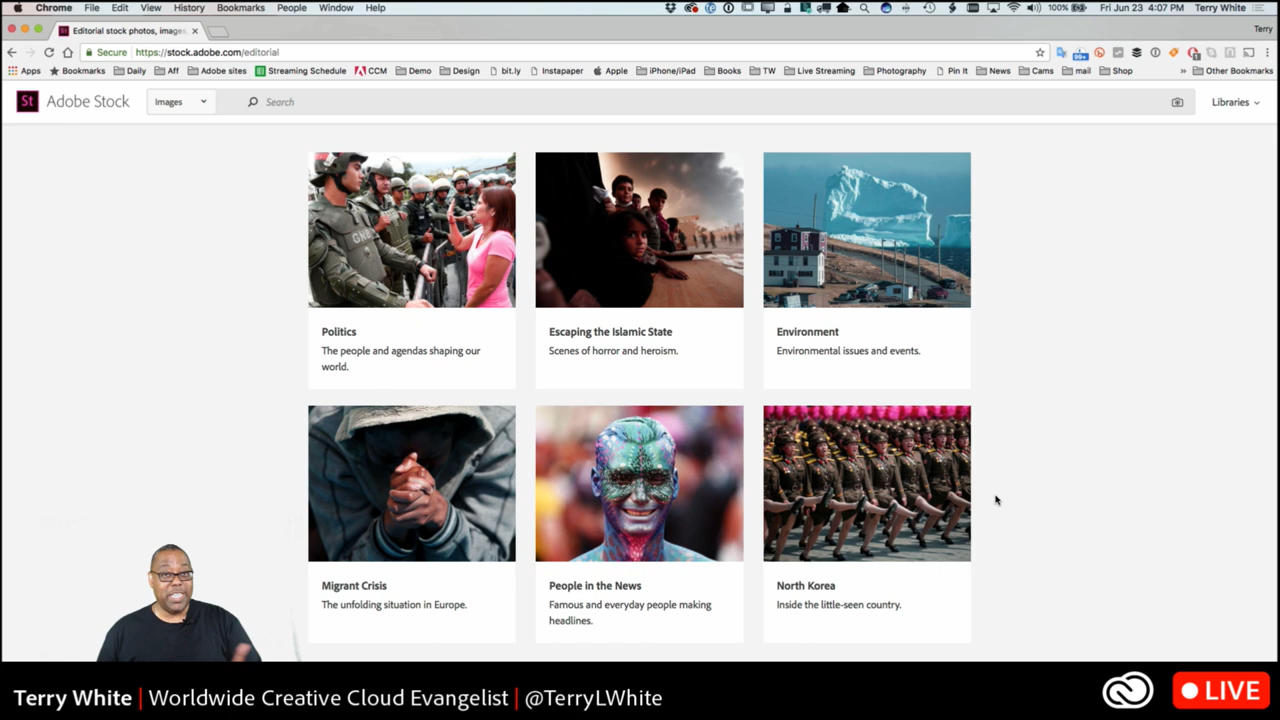 Chrome File Edit View History Bookmarks People Window Help 100% Fri Jun 23 4:07 PM Terry White
Editorial stock photos, images, Terry
Secure https://stock.adobe.com/editorial 99+
Apps Bookmarks Daily Aff Adobe sites Streaming Schedule CCC Demo Design bit.ly Instapaper Apple iPhone/iPad Books TW Live Streaming Photography Pin It News Cams mail Shop » Other Bookmarks
St Adobe Stock Images Search Libraries
GNB
Politics
The people and agendas shaping our
world.
Escaping the Islamic State
Scenes of horror and heroism.
Environment
Environmental issues and events.
Migrant Crisis
The unfolding situation in Europe.
People in the News
Famous and everyday people making
headlines.
North Korea
Inside the little-seen country.
Terry White | Worldwide Creative Cloud Evangelist | @TerryLWhite LIVE